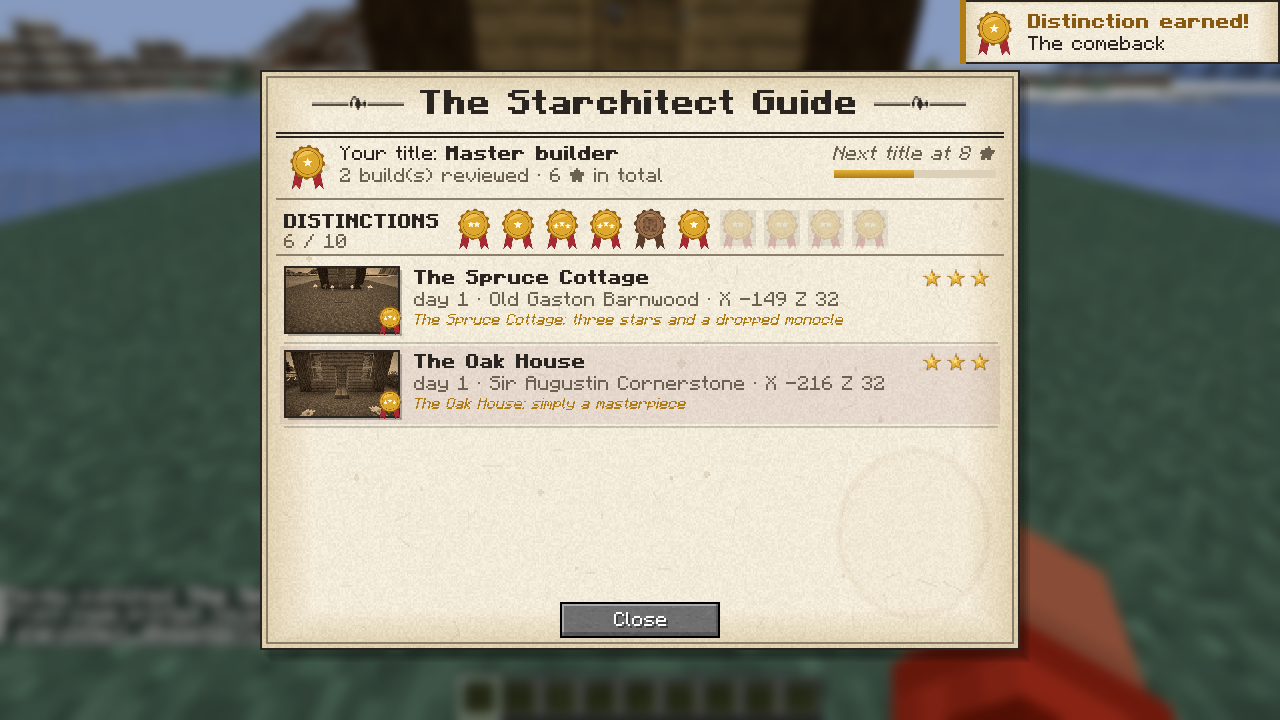 Distinction earned!
The comeback
The Starchitect Guide
Your title: Master builder
2 build(s) reviewed · 6 ★ in total
Next title at 8 ★
DISTINCTIONS
6 / 10
The Spruce Cottage
day 1 · Old Gaston Barnwood · X -149 Z 32
The Spruce Cottage: three stars and a dropped monocle
The Oak House
day 1 · Sir Augustin Cornerstone · X -216 Z 32
The Oak House: simply a masterpiece
Close